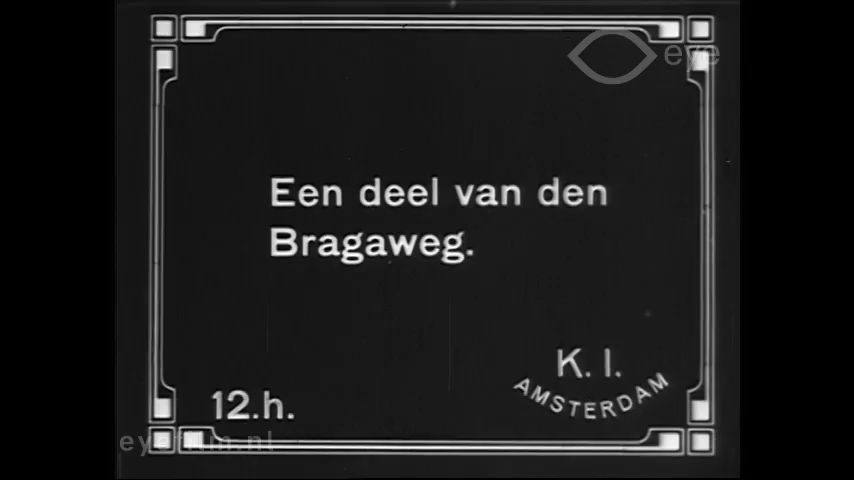 eye
Een deel van den
Bragaweg.
K. I.
AMSTERDAM
12.h.
eyefilm.nl